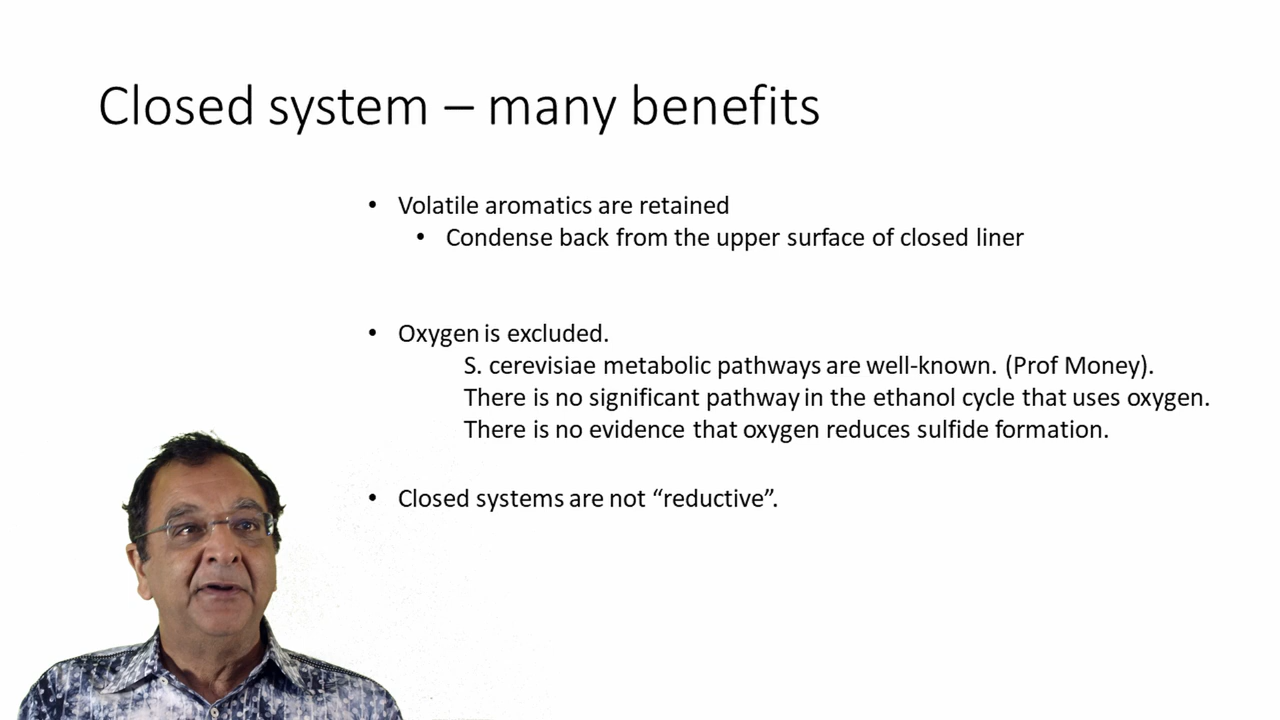 Closed system – many benefits
• Volatile aromatics are retained
• Condense back from the upper surface of closed liner
• Oxygen is excluded.
S. cerevisiae metabolic pathways are well-known. (Prof Money).
There is no significant pathway in the ethanol cycle that uses oxygen.
There is no evidence that oxygen reduces sulfide formation.
• Closed systems are not “reductive”.